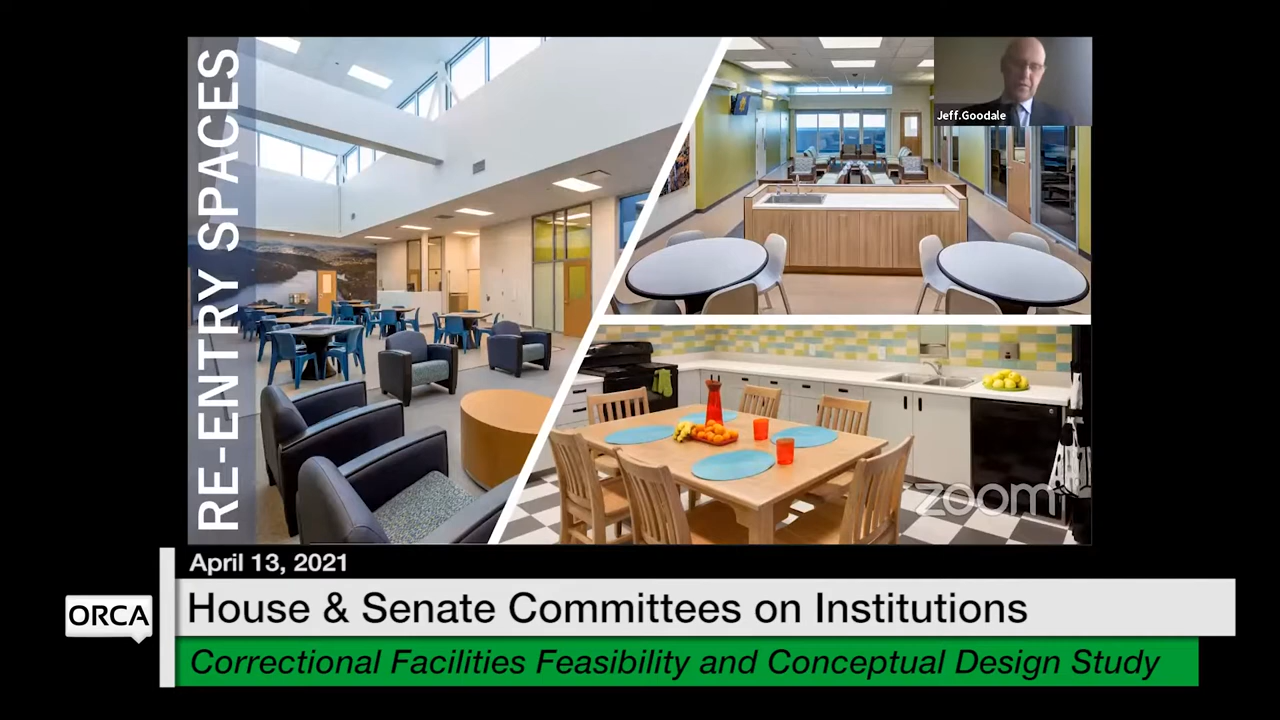 RE-ENTRY SPACES
Jeff.Goodale
zoom
April 13, 2021
ORCA
House & Senate Committees on Institutions
Correctional Facilities Feasibility and Conceptual Design Study